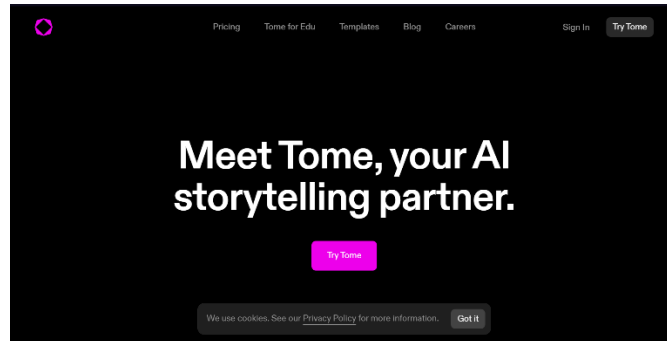 Pricing Tome for Edu Templates Blog Careers Sign In Try Tome
Meet Tome, your AI
storytelling partner.
Try Tome
We use cookies. See our Privacy Policy for more information. Got it